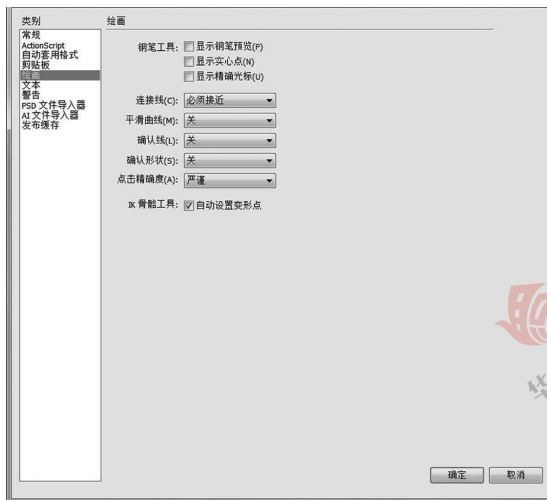 类别
常规
ActionScript
自动套用格式
剪贴板
绘画
文本
警告
PSD 文件导入器
AI 文件导入器
发布缓存
绘画
钢笔工具: 显示钢笔预览(P)
显示实心点(N)
显示精确光标(U)
连接线(C): 必须接近
平滑曲线(M): 关
确认线(L): 关
确认形状(S): 关
点击精确度(A): 严谨
IK 骨骼工具: 自动设置变形点
确定 取消